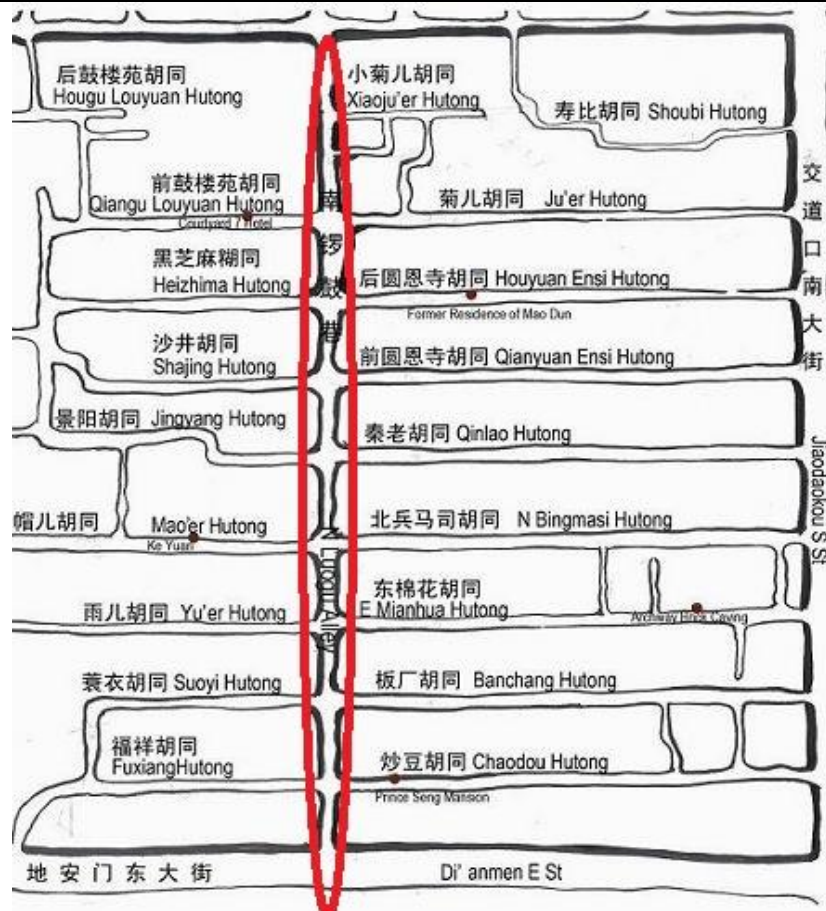 后鼓楼苑胡同
Hougu Louyuan Hutong
小菊儿胡同
Xiaoju'er Hutong
寿比胡同 Shoubi Hutong
前鼓楼苑胡同
Qiangu Louyuan Hutong
Courtyard 7 Hotel
菊儿胡同 Ju'er Hutong
交道口南大街
南锣鼓巷
黑芝麻糊同
Heizhima Hutong
后圆恩寺胡同 Houyuan Ensi Hutong
Former Residence of Mao Dun
沙井胡同
Shajing Hutong
前圆恩寺胡同 Qianyuan Ensi Hutong
景阳胡同 Jingyang Hutong
秦老胡同 Qinlao Hutong
Jiaodaokou S St
帽儿胡同 Mao'er Hutong
Ke Yuan
北兵马司胡同 N Bingmasi Hutong
N Luogu Alley
东棉花胡同
E Mianhua Hutong
Archway Brick Caving
雨儿胡同 Yu'er Hutong
蓑衣胡同 Suoyi Hutong
板厂胡同 Banchang Hutong
福祥胡同
FuxiangHutong
炒豆胡同 Chaodou Hutong
Prince Seng Mansion
地安门东大街
Di' anmen E St